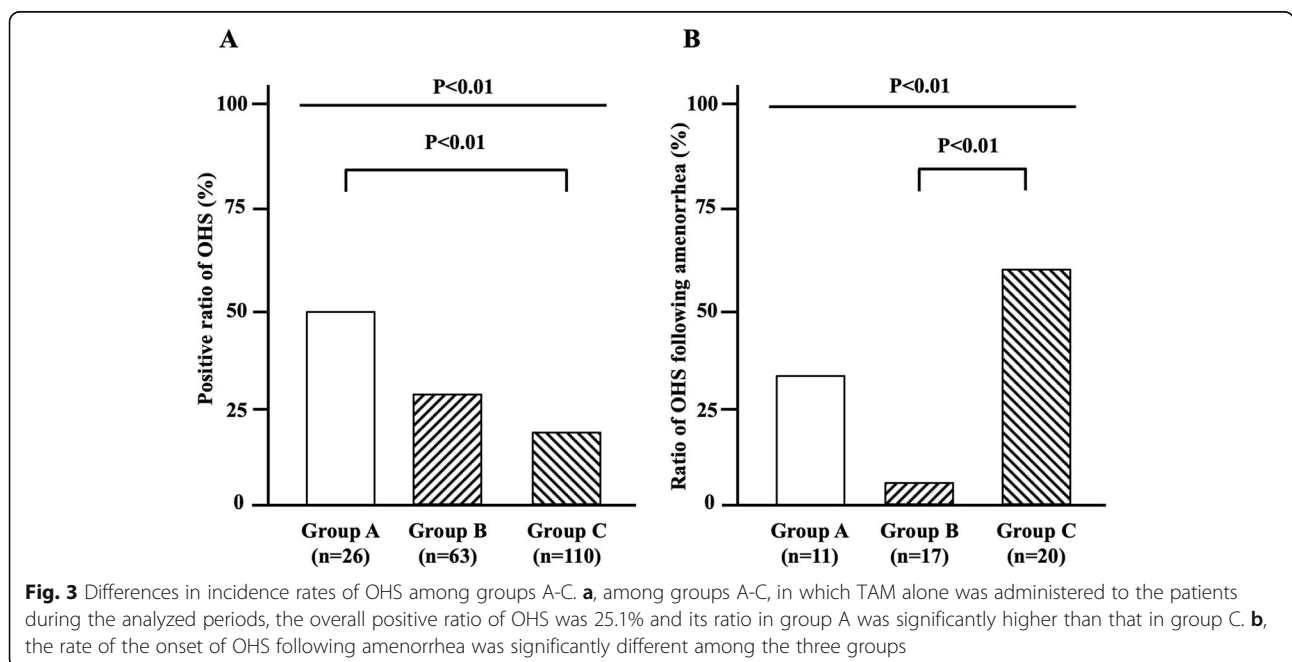 A
Positive ratio of OHS (%)
100
75
50
25
0
P<0.01
P<0.01
Group A
(n=26)
Group B
(n=63)
Group C
(n=110)
B
Ratio of OHS following amenorrhea (%)
100
75
50
25
0
P<0.01
P<0.01
Group A
(n=11)
Group B
(n=17)
Group C
(n=20)
Fig. 3 Differences in incidence rates of OHS among groups A-C. a, among groups A-C, in which TAM alone was administered to the patients
during the analyzed periods, the overall positive ratio of OHS was 25.1% and its ratio in group A was significantly higher than that in group C. b,
the rate of the onset of OHS following amenorrhea was significantly different among the three groups